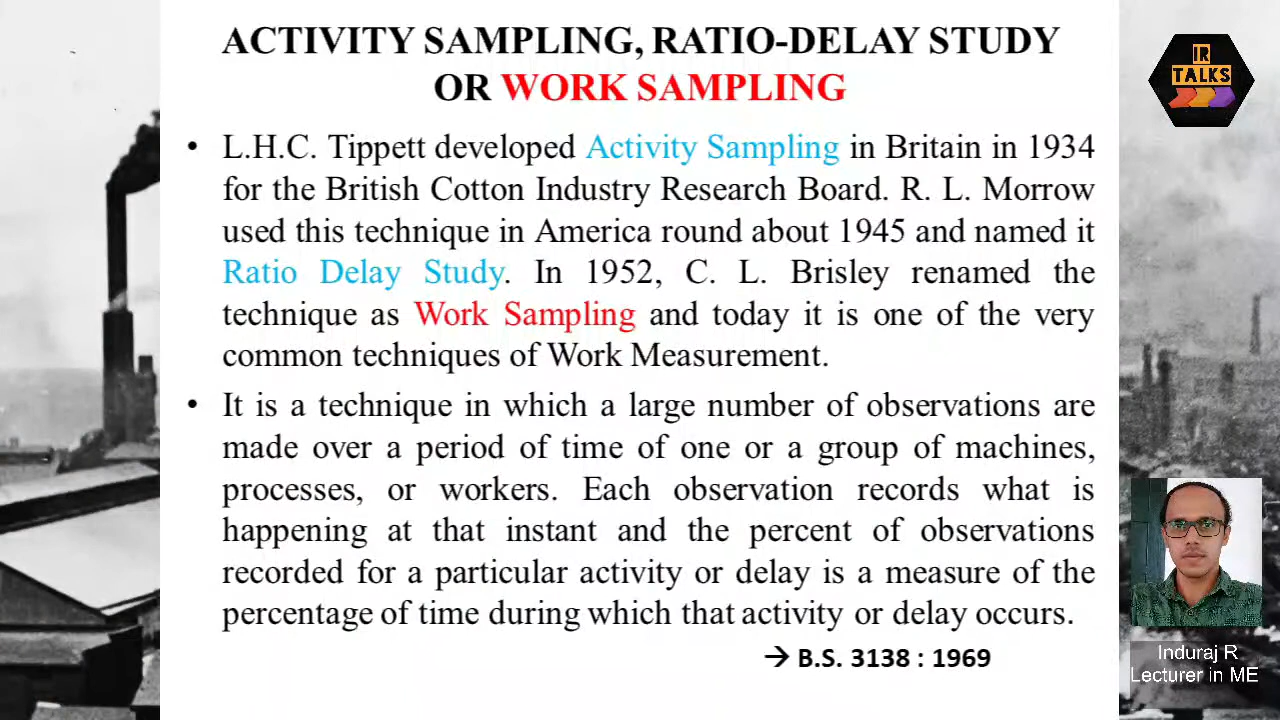 ACTIVITY SAMPLING, RATIO-DELAY STUDY
OR WORK SAMPLING
IR
TALKS
• L.H.C. Tippett developed Activity Sampling in Britain in 1934
for the British Cotton Industry Research Board. R. L. Morrow
used this technique in America round about 1945 and named it
Ratio Delay Study. In 1952, C. L. Brisley renamed the
technique as Work Sampling and today it is one of the very
common techniques of Work Measurement.
• It is a technique in which a large number of observations are
made over a period of time of one or a group of machines,
processes, or workers. Each observation records what is
happening at that instant and the percent of observations
recorded for a particular activity or delay is a measure of the
percentage of time during which that activity or delay occurs.
→ B.S. 3138 : 1969
Induraj R
Lecturer in ME